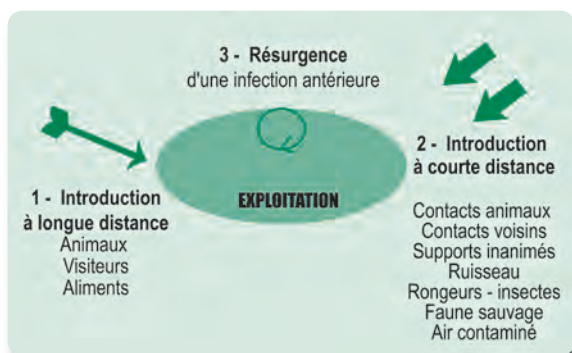 3 - Résurgence
d'une infection antérieure
2 - Introduction
à courte distance
EXPLOITATION
1 - Introduction
à longue distance
Animaux
Visiteurs
Aliments
Contacts animaux
Contacts voisins
Supports inanimés
Ruisseau
Rongeurs - insectes
Faune sauvage
Air contaminé